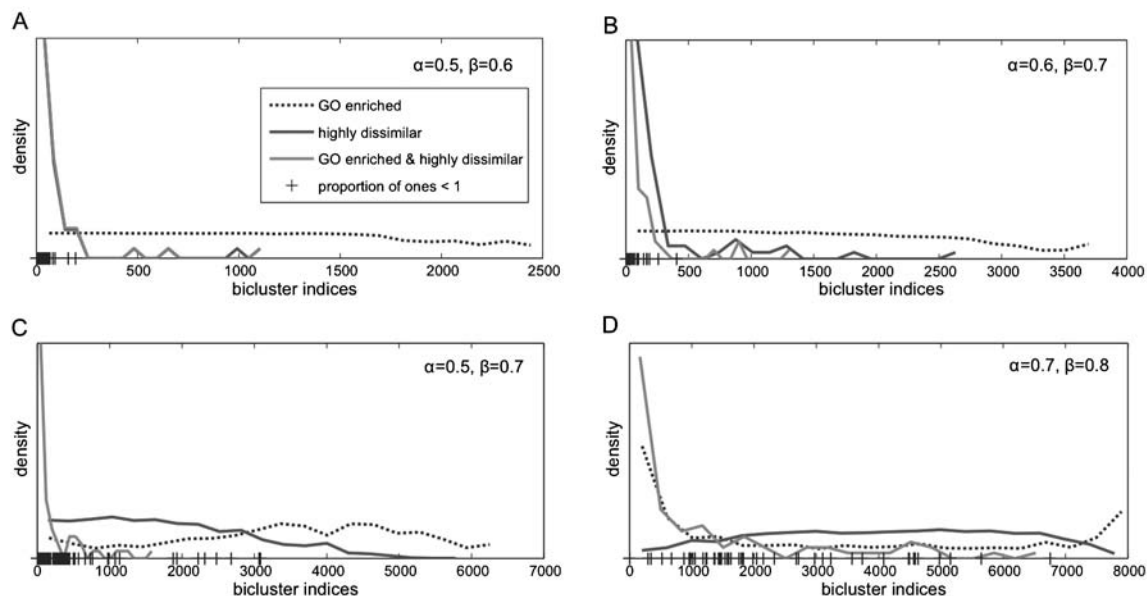 A
α=0.5, β=0.6
GO enriched
highly dissimilar
GO enriched & highly dissimilar
proportion of ones < 1
density
0 500 1000 1500 2000 2500
bicluster indices
B
α=0.6, β=0.7
density
0 500 1000 1500 2000 2500 3000 3500 4000
bicluster indices
C
α=0.5, β=0.7
density
0 1000 2000 3000 4000 5000 6000 7000
bicluster indices
D
α=0.7, β=0.8
density
0 1000 2000 3000 4000 5000 6000 7000 8000
bicluster indices